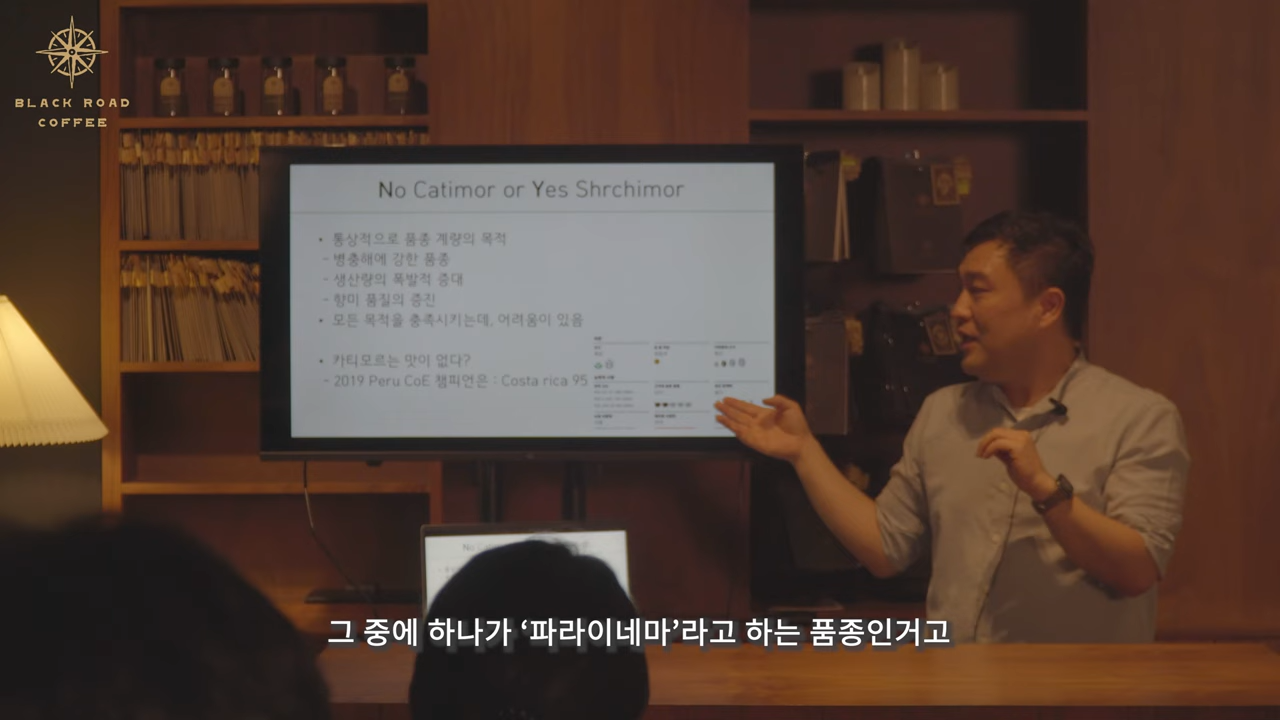 BLACK ROAD
COFFEE
No Catimor or Yes Shrchimor
• 통상적으로 품종 계량의 목적
- 병충해에 강한 품종
- 생산량의 폭발적 증대
- 향미 품질의 증진
• 모든 목적을 충족시키는데, 어려움이 있음
• 카티모르는 맛이 없다?
- 2019 Peru CoE 챔피언은 : Costa rica 95
그 중에 하나가 ‘파라이네마’라고 하는 품종인거고